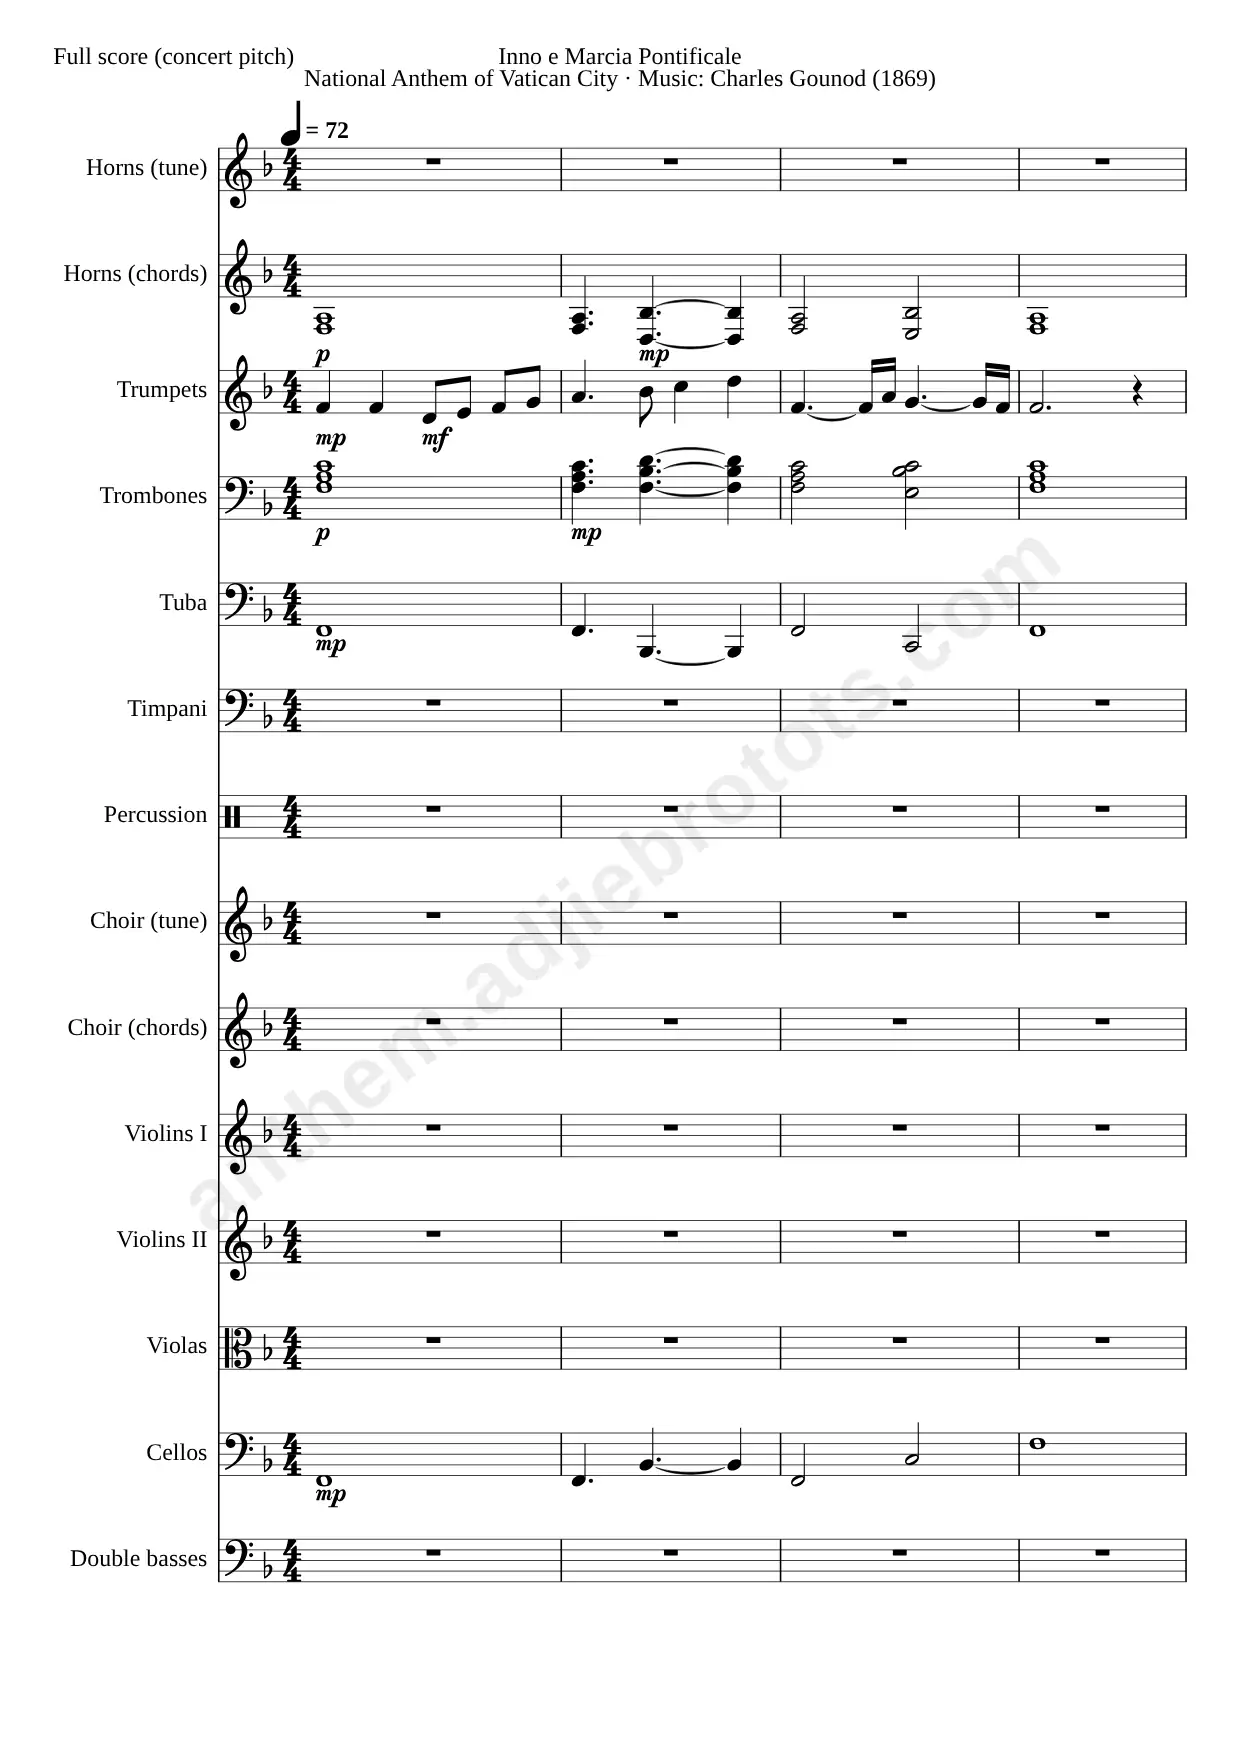 Full score (concert pitch)
Inno e Marcia Pontificale
National Anthem of Vatican City · Music: Charles Gounod (1869)
= 72
Horns (tune)
Horns (chords)
p
mp
Trumpets
mp
mf
Trombones
p
mp
Tuba
mp
Timpani
Percussion
Choir (tune)
Choir (chords)
Violins I
Violins II
Violas
Cellos
mp
Double basses
anthem.adjiebrotots.com